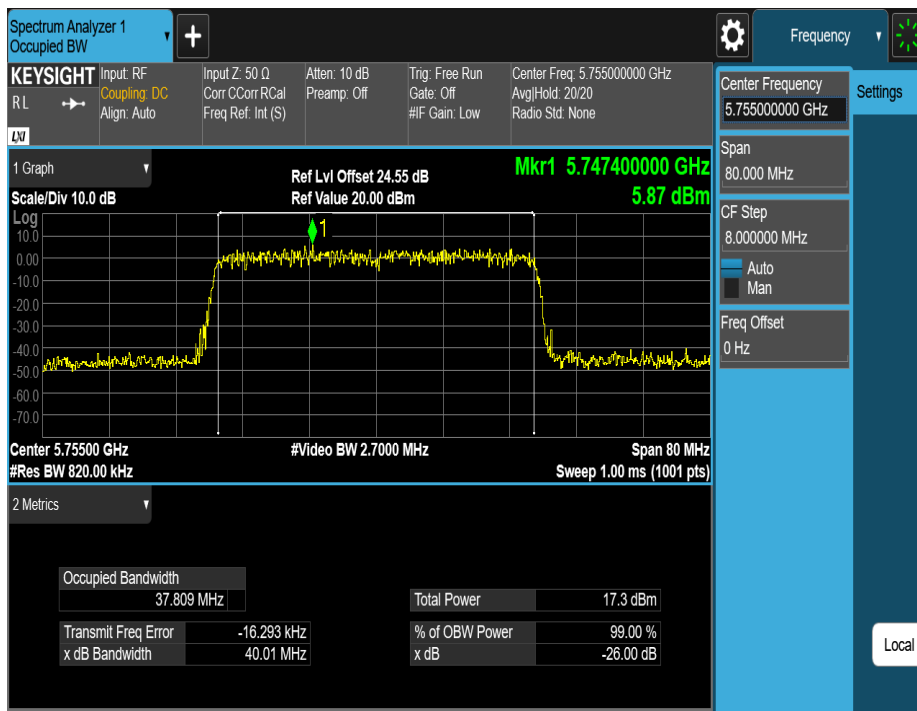 Spectrum Analyzer 1
Occupied BW
+
Frequency
KEYSIGHT
R L
LXI
Input: RF
Coupling: DC
Align: Auto
Input Z: 50 Ω
Corr CCorr RCal
Freq Ref: Int (S)
Atten: 10 dB
Preamp: Off
Trig: Free Run
Gate: Off
#IF Gain: Low
Center Freq: 5.755000000 GHz
Avg|Hold: 20/20
Radio Std: None
Center Frequency
5.755000000 GHz
Settings
Span
80.000 MHz
CF Step
8.000000 MHz
Auto
Man
Freq Offset
0 Hz
1 Graph
Scale/Div 10.0 dB
Ref Lvl Offset 24.55 dB
Ref Value 20.00 dBm
Mkr1 5.747400000 GHz
5.87 dBm
Log
10.0
0.00
-10.0
-20.0
-30.0
-40.0
-50.0
-60.0
-70.0
1
Center 5.75500 GHz
#Res BW 820.00 kHz
#Video BW 2.7000 MHz
Span 80 MHz
Sweep 1.00 ms (1001 pts)
2 Metrics
Occupied Bandwidth
37.809 MHz
Total Power 17.3 dBm
Transmit Freq Error -16.293 kHz
% of OBW Power 99.00 %
x dB Bandwidth 40.01 MHz
x dB -26.00 dB
Local